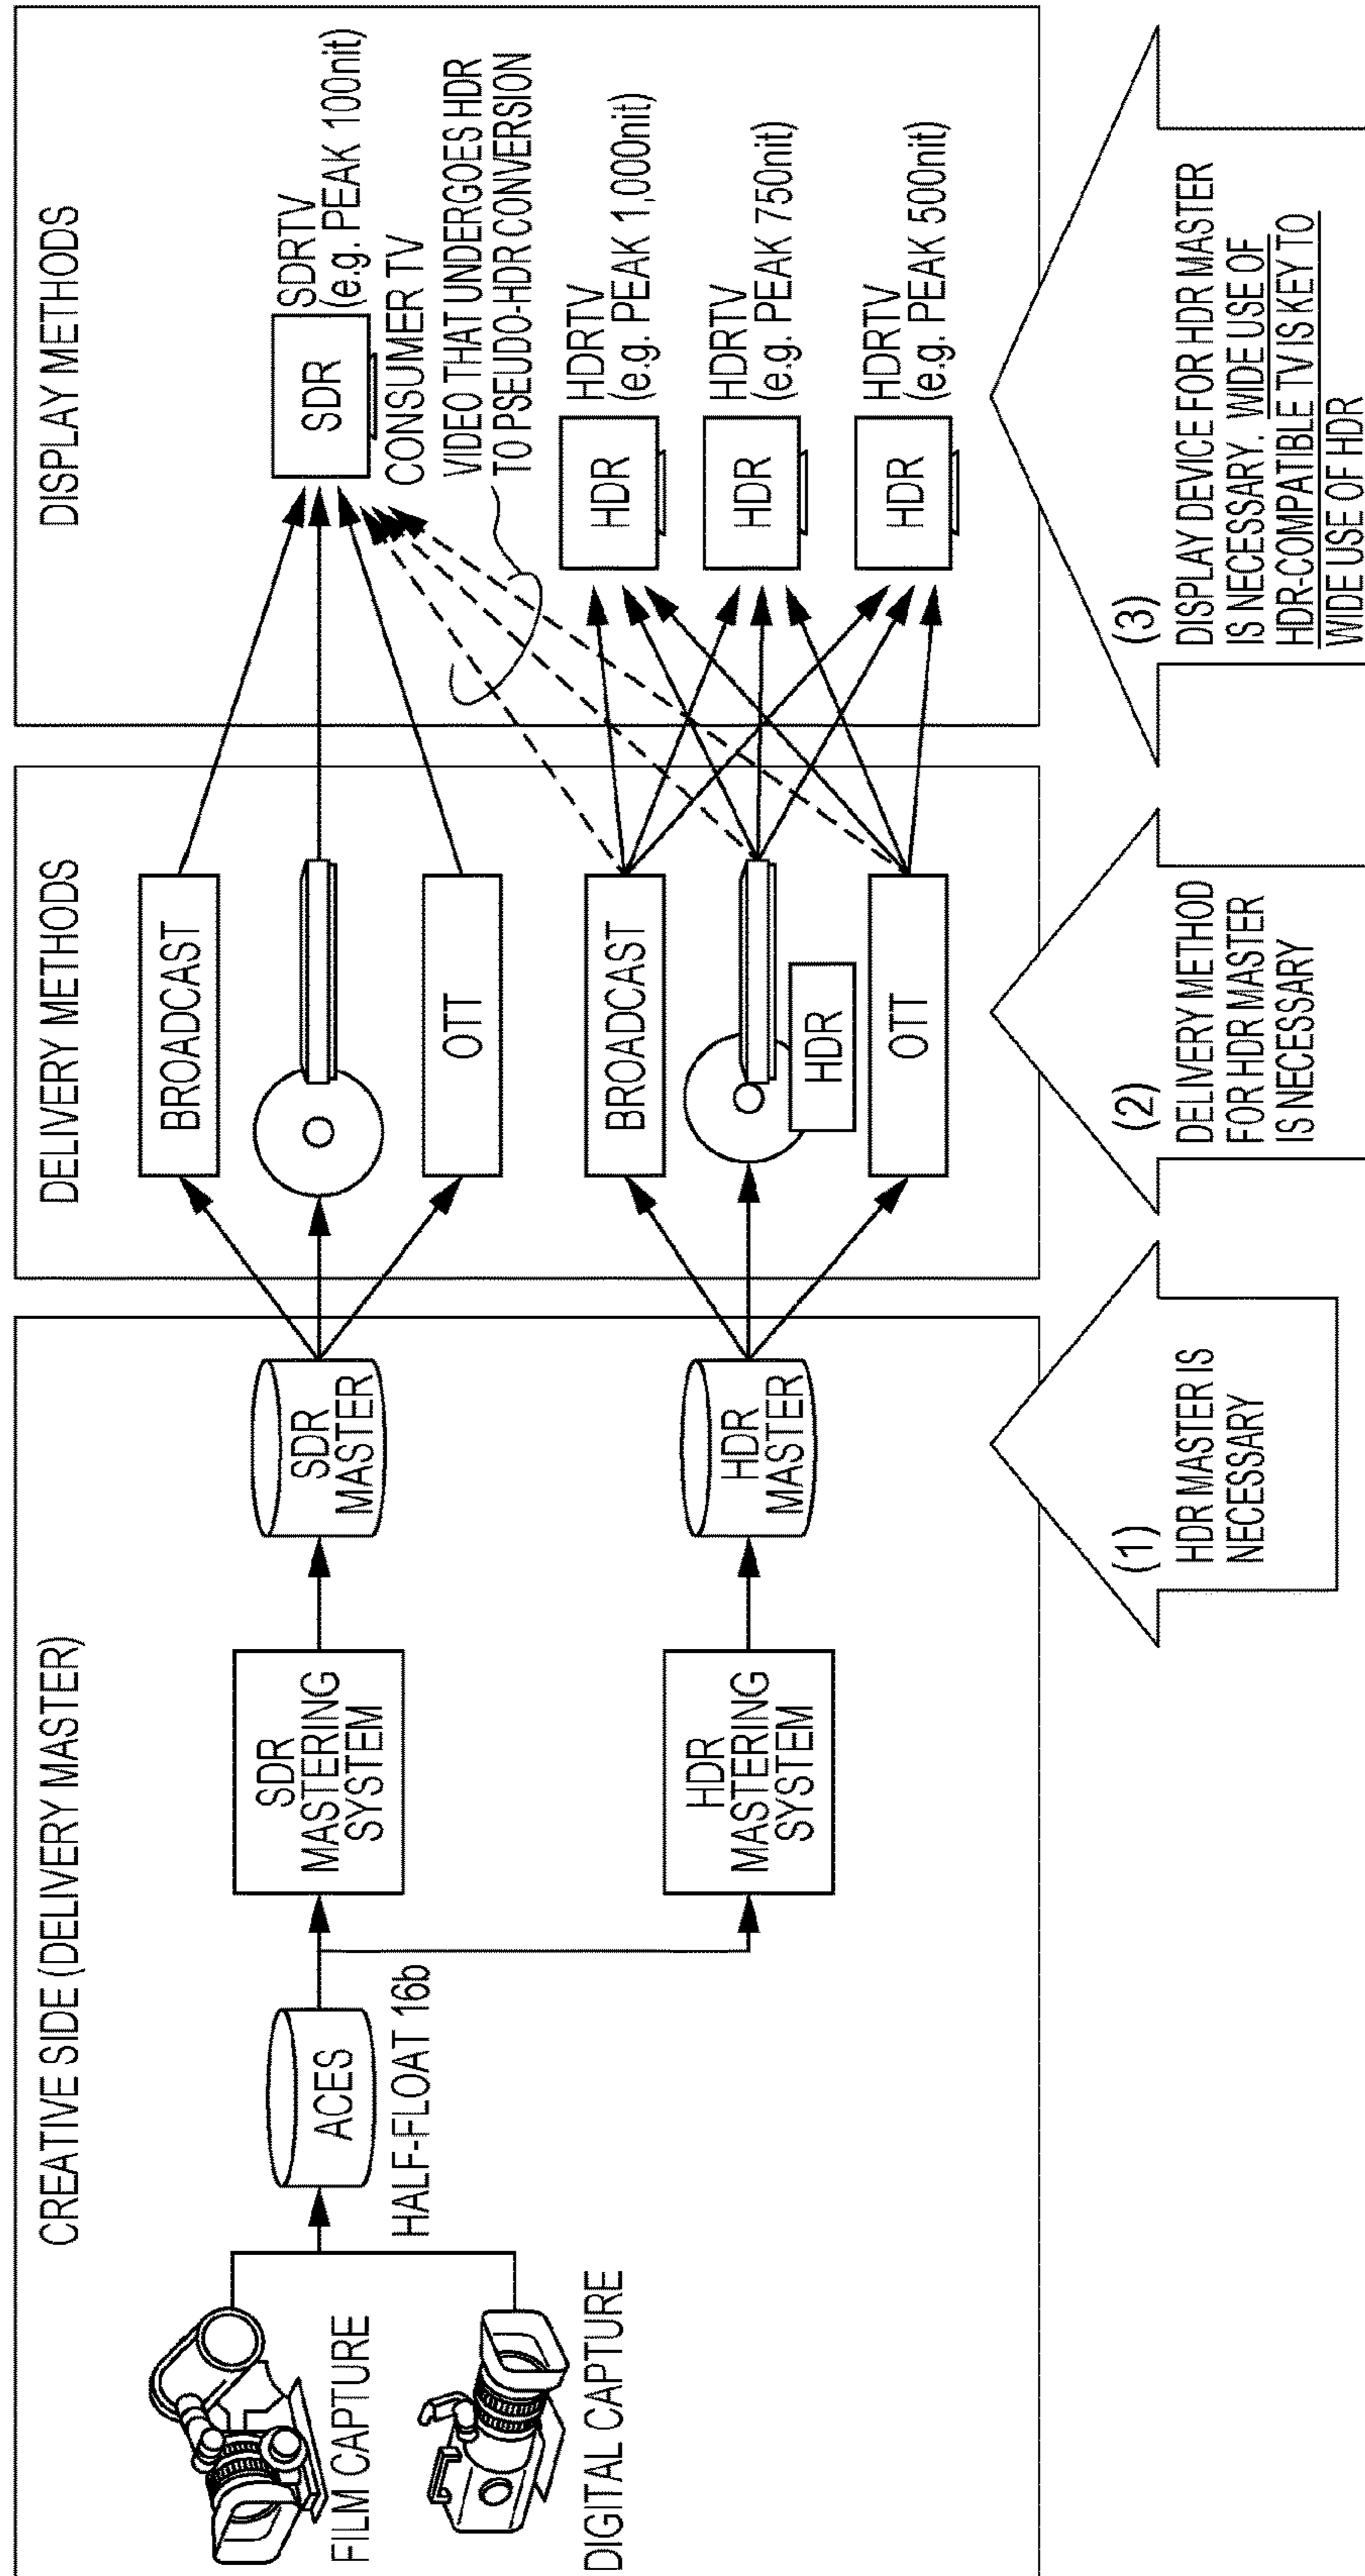 CREATIVE SIDE (DELIVERY MASTER)
FILM CAPTURE
DIGITAL CAPTURE
ACES
HALF-FLOAT 16b
SDR
MASTERING
SYSTEM
HDR
MASTERING
SYSTEM
SDR
MASTER
HDR
MASTER
DELIVERY METHODS
BROADCAST
OTT
BROADCAST
HDR
OTT
DISPLAY METHODS
SDR
SDRTV
(e.g. PEAK 100nit)
CONSUMER TV
VIDEO THAT UNDERGOES HDR
TO PSEUDO-HDR CONVERSION
HDR
HDRTV
(e.g. PEAK 1,000nit)
HDR
HDRTV
(e.g. PEAK 750nit)
HDR
HDRTV
(e.g. PEAK 500nit)
(1)
HDR MASTER IS
NECESSARY
(2)
DELIVERY METHOD
FOR HDR MASTER
IS NECESSARY
(3)
DISPLAY DEVICE FOR HDR MASTER
IS NECESSARY. WIDE USE OF
HDR-COMPATIBLE TV IS KEY TO
WIDE USE OF HDR